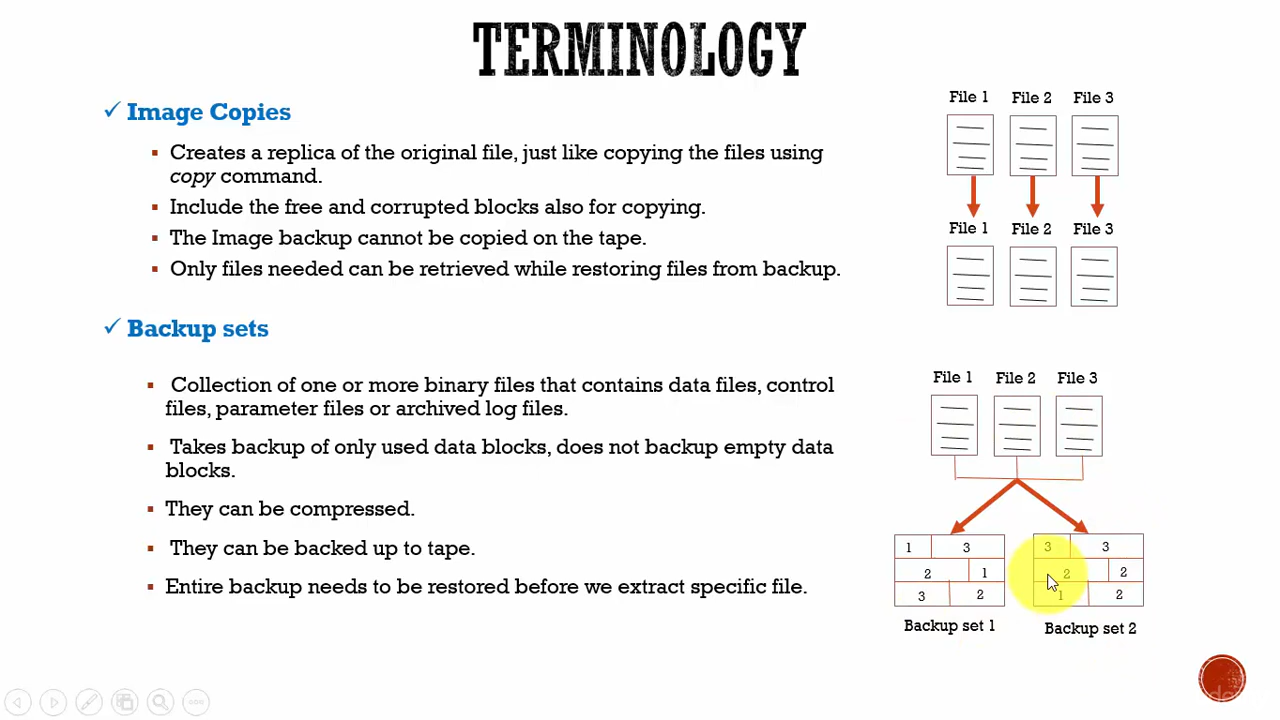 TERMINOLOGY
Image Copies
Creates a replica of the original file, just like copying the files using
copy command.
Include the free and corrupted blocks also for copying.
The Image backup cannot be copied on the tape.
Only files needed can be retrieved while restoring files from backup.
Backup sets
Collection of one or more binary files that contains data files, control
files, parameter files or archived log files.
Takes backup of only used data blocks, does not backup empty data
blocks.
They can be compressed.
They can be backed up to tape.
Entire backup needs to be restored before we extract specific file.
File 1 File 2 File 3
File 1 File 2 File 3
File 1 File 2 File 3
1 3
2 1
3 2
Backup set 1
3 3
2 2
1 2
Backup set 2